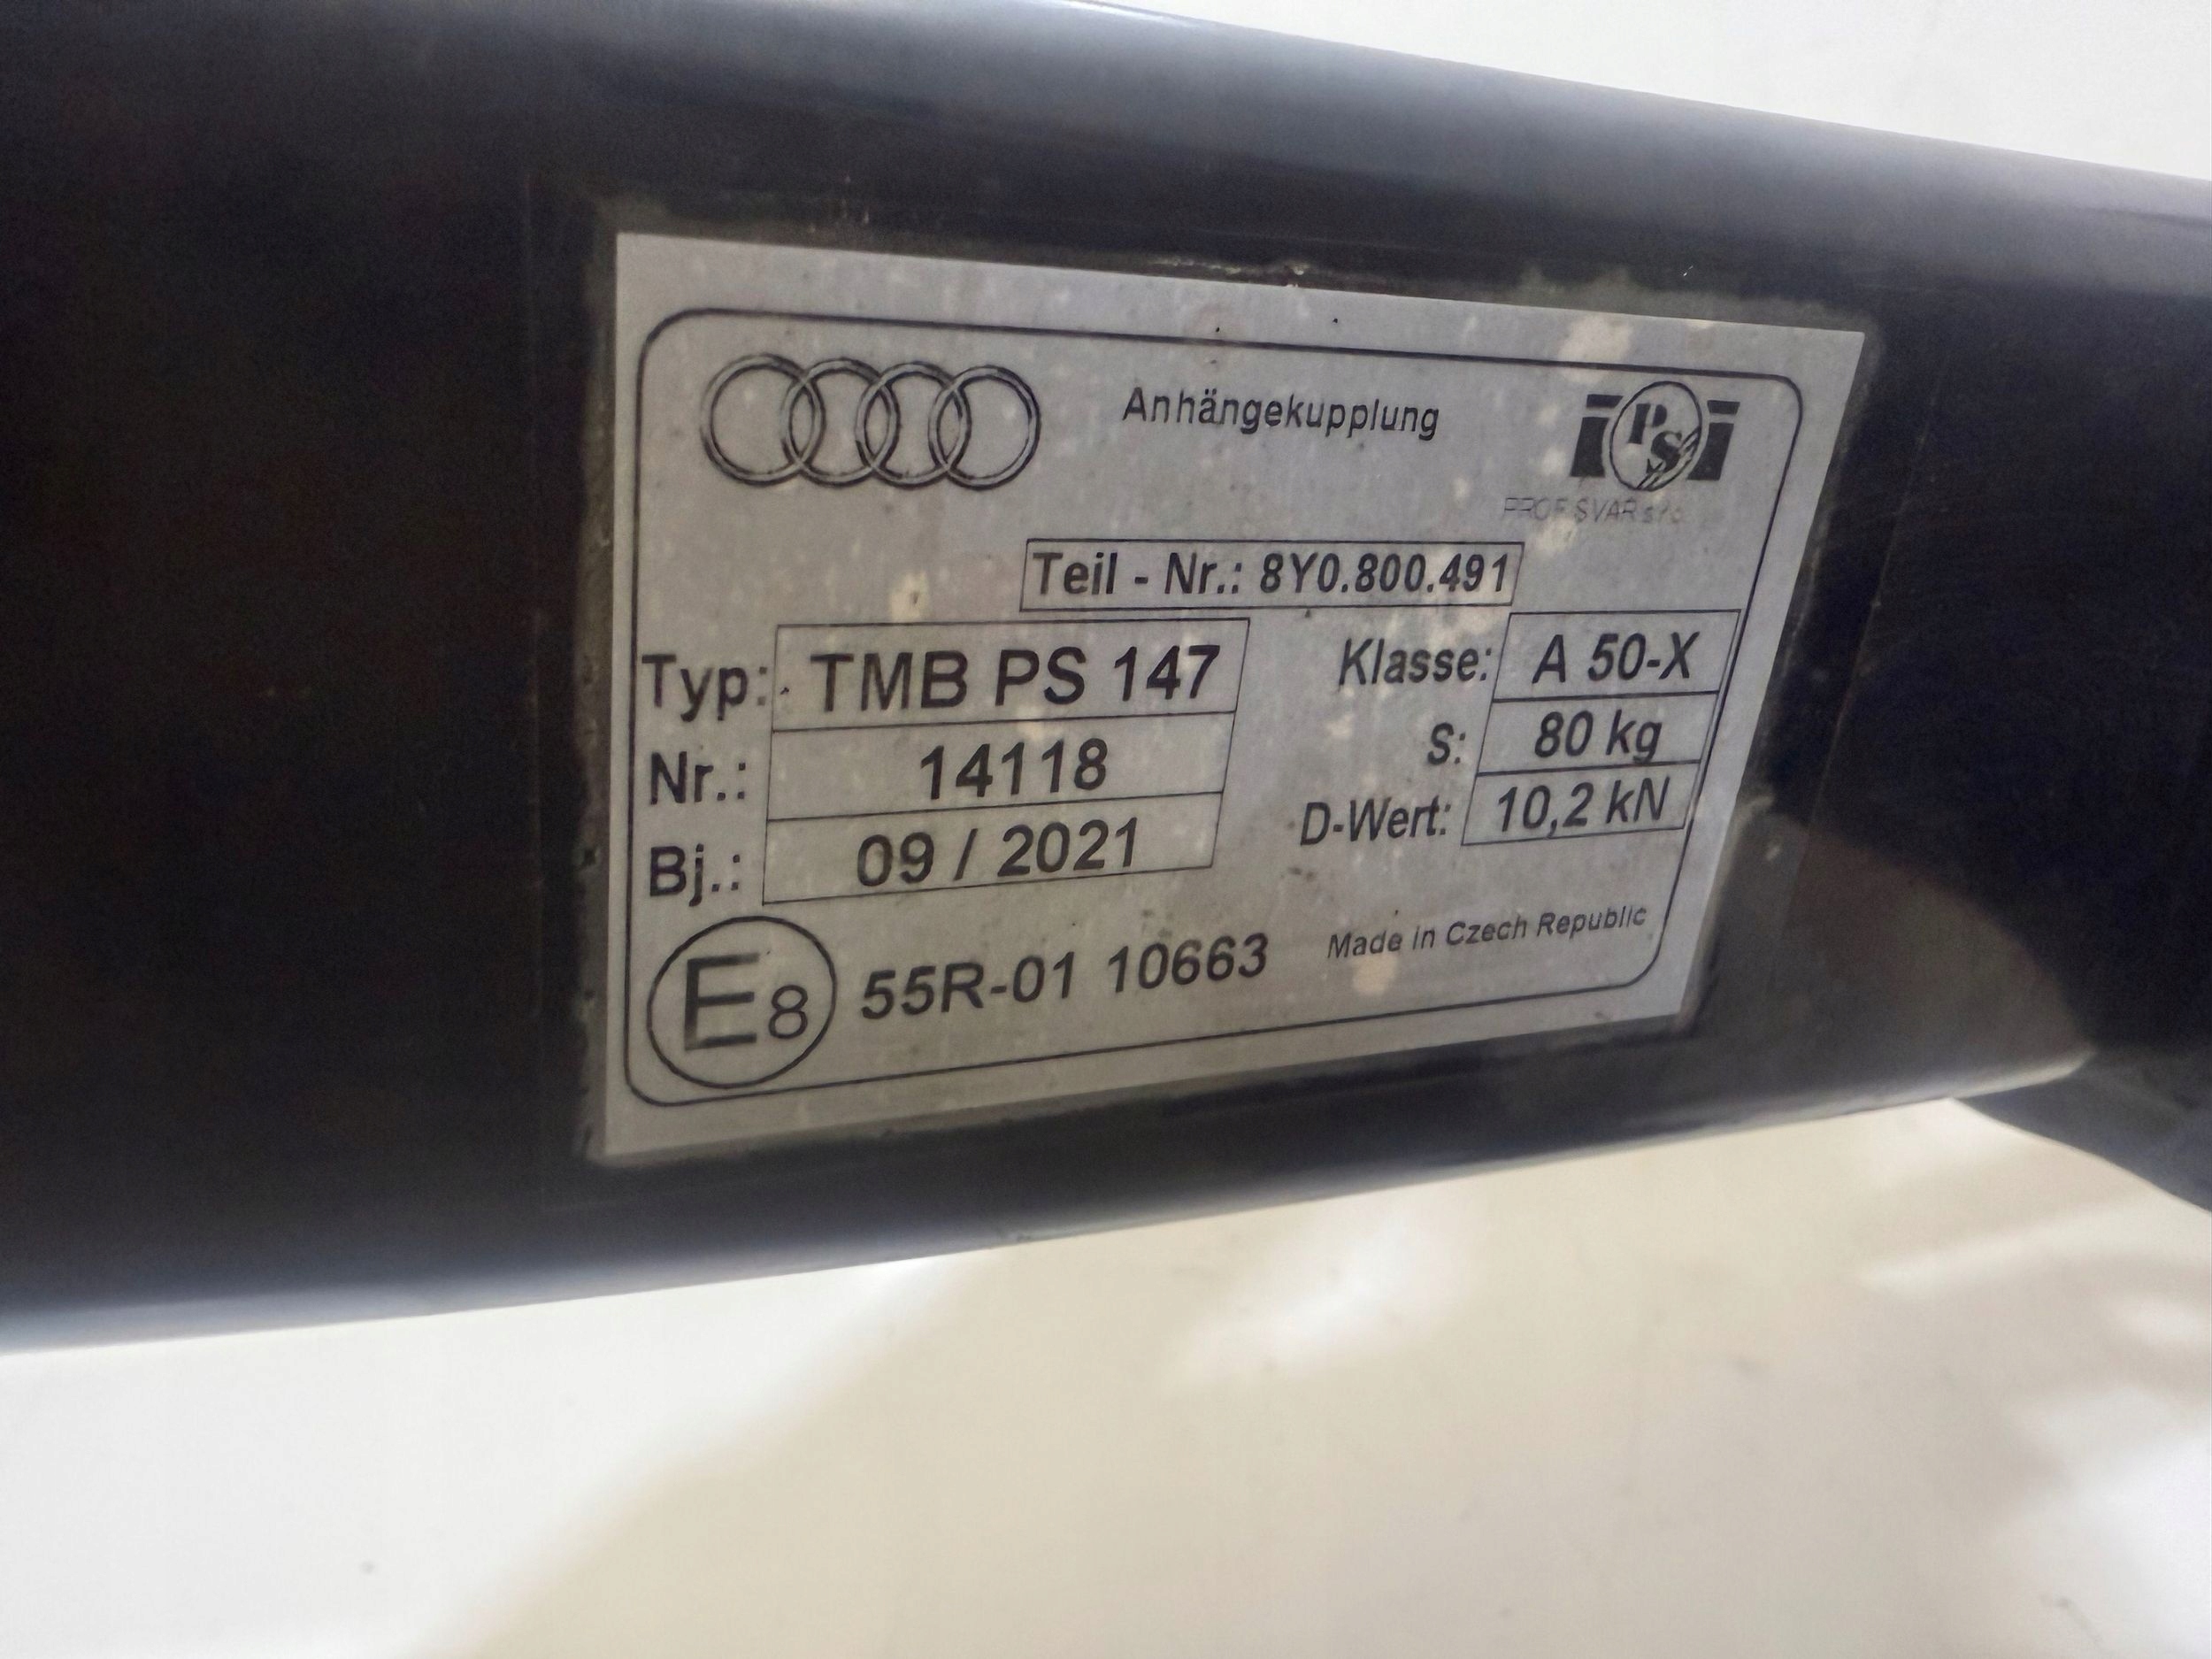 Anhängekupplung
PS
PROF SVAR s.r.o.
Teil - Nr.: 8Y0.800.491
Typ: TMB PS 147
Klasse: A 50-X
Nr.: 14118
S: 80 kg
Bj.: 09 / 2021
D-Wert: 10,2 kN
E8 55R-01 10663
Made in Czech Republic